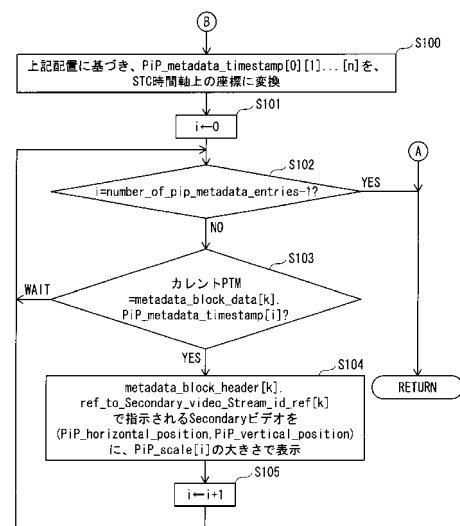 B
S100
上記配置に基づき、PiP_metadata_timestamp[0][1]...[n]を、
STC時間軸上の座標に変換
S101
i←0
S102
A
i=number_of_pip_metadata_entries-1?
YES
NO
S103
WAIT
カレントPTM
=metadata_block_data[k].
PiP_metadata_timestamp[i]?
YES
S104
metadata_block_header[k].
ref_to_Secondary_video_Stream_id_ref[k]
で指示されるSecondaryビデオを
(PiP_horizontal_position,PiP_vertical_position)
に、PiP_scale[i]の大きさで表示
RETURN
S105
i←i+1